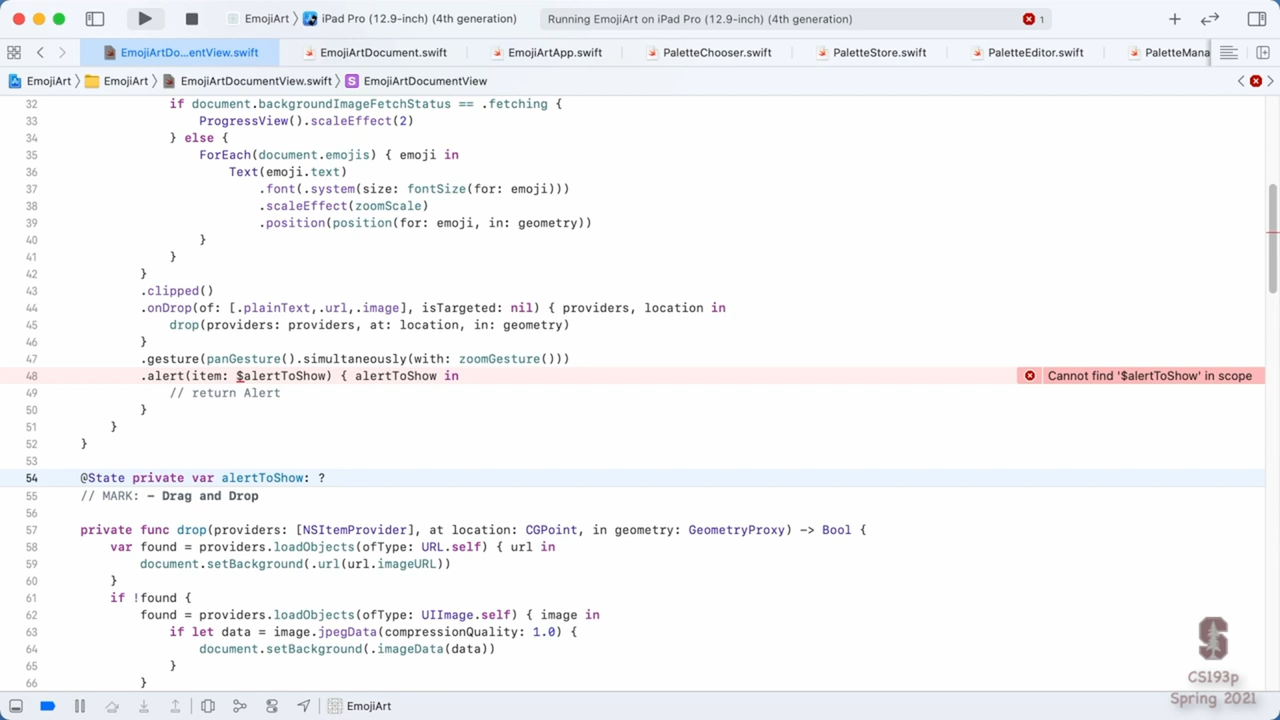 EmojiArt 〉 iPad Pro (12.9-inch) (4th generation) Running EmojiArt on iPad Pro (12.9-inch) (4th generation) 1
EmojiArtDo...entView.swift EmojiArtDocument.swift EmojiArtApp.swift PaletteChooser.swift PaletteStore.swift PaletteEditor.swift PaletteMana
EmojiArt 〉 EmojiArt 〉 EmojiArtDocumentView.swift 〉 S EmojiArtDocumentView
32 if document.backgroundImageFetchStatus == .fetching {
33 ProgressView().scaleEffect(2)
34 } else {
35 ForEach(document.emojis) { emoji in
36 Text(emoji.text)
37 .font(.system(size: fontSize(for: emoji)))
38 .scaleEffect(zoomScale)
39 .position(position(for: emoji, in: geometry))
40 }
41 }
42 }
43 .clipped()
44 .onDrop(of: [.plainText,.url,.image], isTargeted: nil) { providers, location in
45 drop(providers: providers, at: location, in: geometry)
46 }
47 .gesture(panGesture().simultaneously(with: zoomGesture()))
48 .alert(item: $alertToShow) { alertToShow in Cannot find '$alertToShow' in scope
49 // return Alert
50 }
51 }
52 }
53
54 @State private var alertToShow: ?
55 // MARK: - Drag and Drop
56
57 private func drop(providers: [NSItemProvider], at location: CGPoint, in geometry: GeometryProxy) -> Bool {
58 var found = providers.loadObjects(ofType: URL.self) { url in
59 document.setBackground(.url(url.imageURL))
60 }
61 if !found {
62 found = providers.loadObjects(ofType: UIImage.self) { image in
63 if let data = image.jpegData(compressionQuality: 1.0) {
64 document.setBackground(.imageData(data))
65 }
66 }
CS193p
Spring 2021
EmojiArt